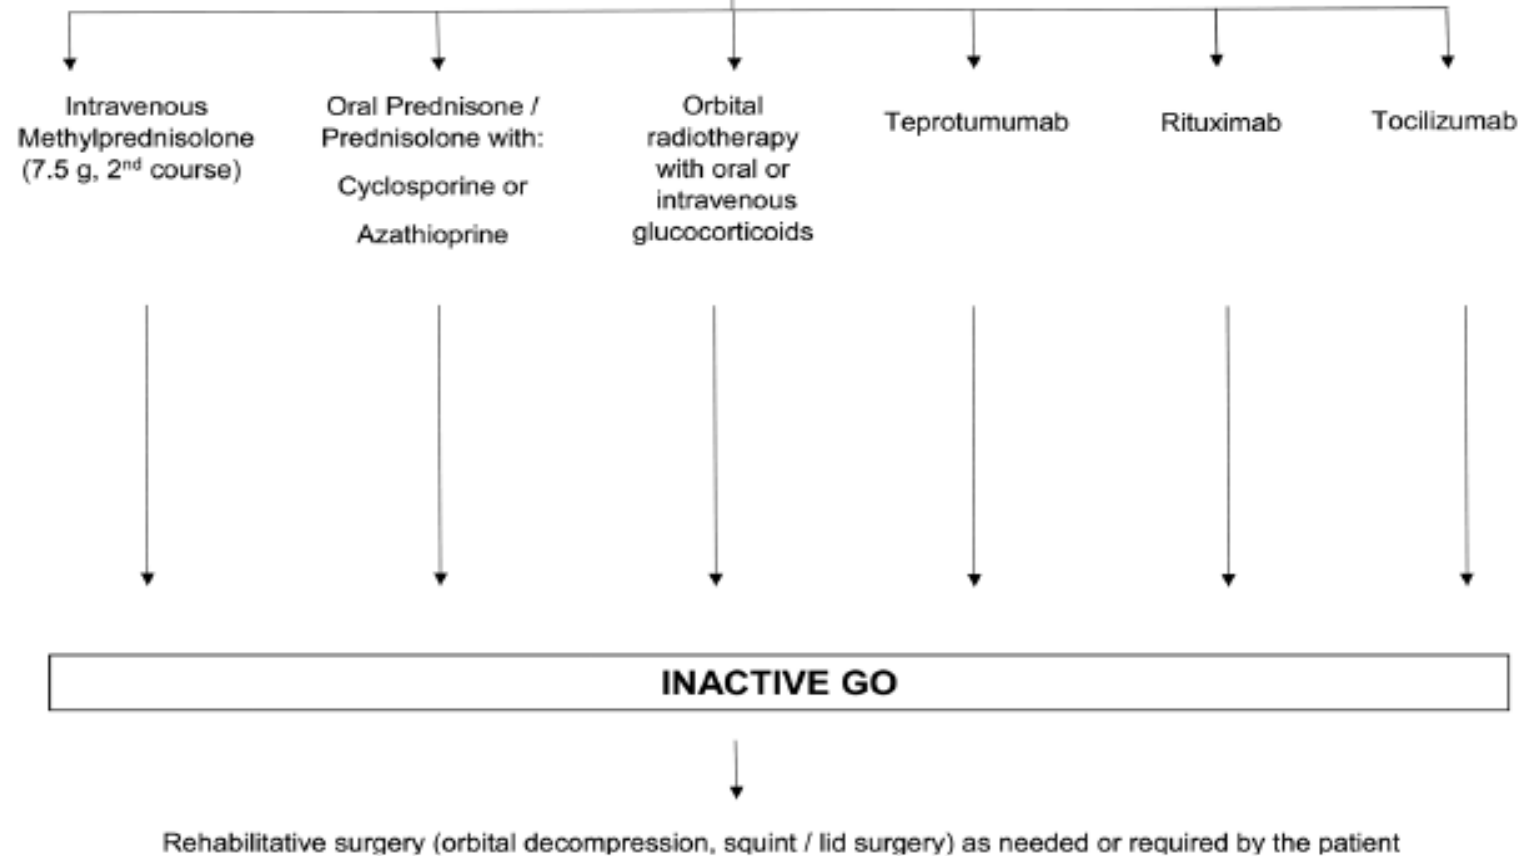 Intravenous
Methylprednisolone
(7.5 g, 2nd course)
Oral Prednisone /
Prednisolone with:
Cyclosporine or
Azathioprine
Orbital
radiotherapy
with oral or
intravenous
glucocorticoids
Teprotumumab
Rituximab
Tocilizumab
INACTIVE GO
Rehabilitative surgery (orbital decompression, squint / lid surgery) as needed or required by the patient